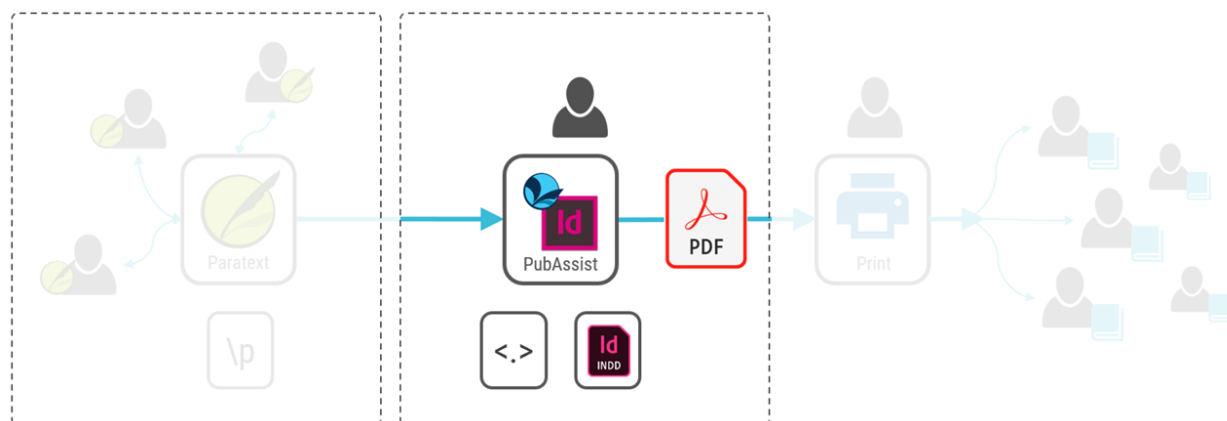 Paratext
\p
Id
PubAssist
<.>
Id
INDD
PDF
Print